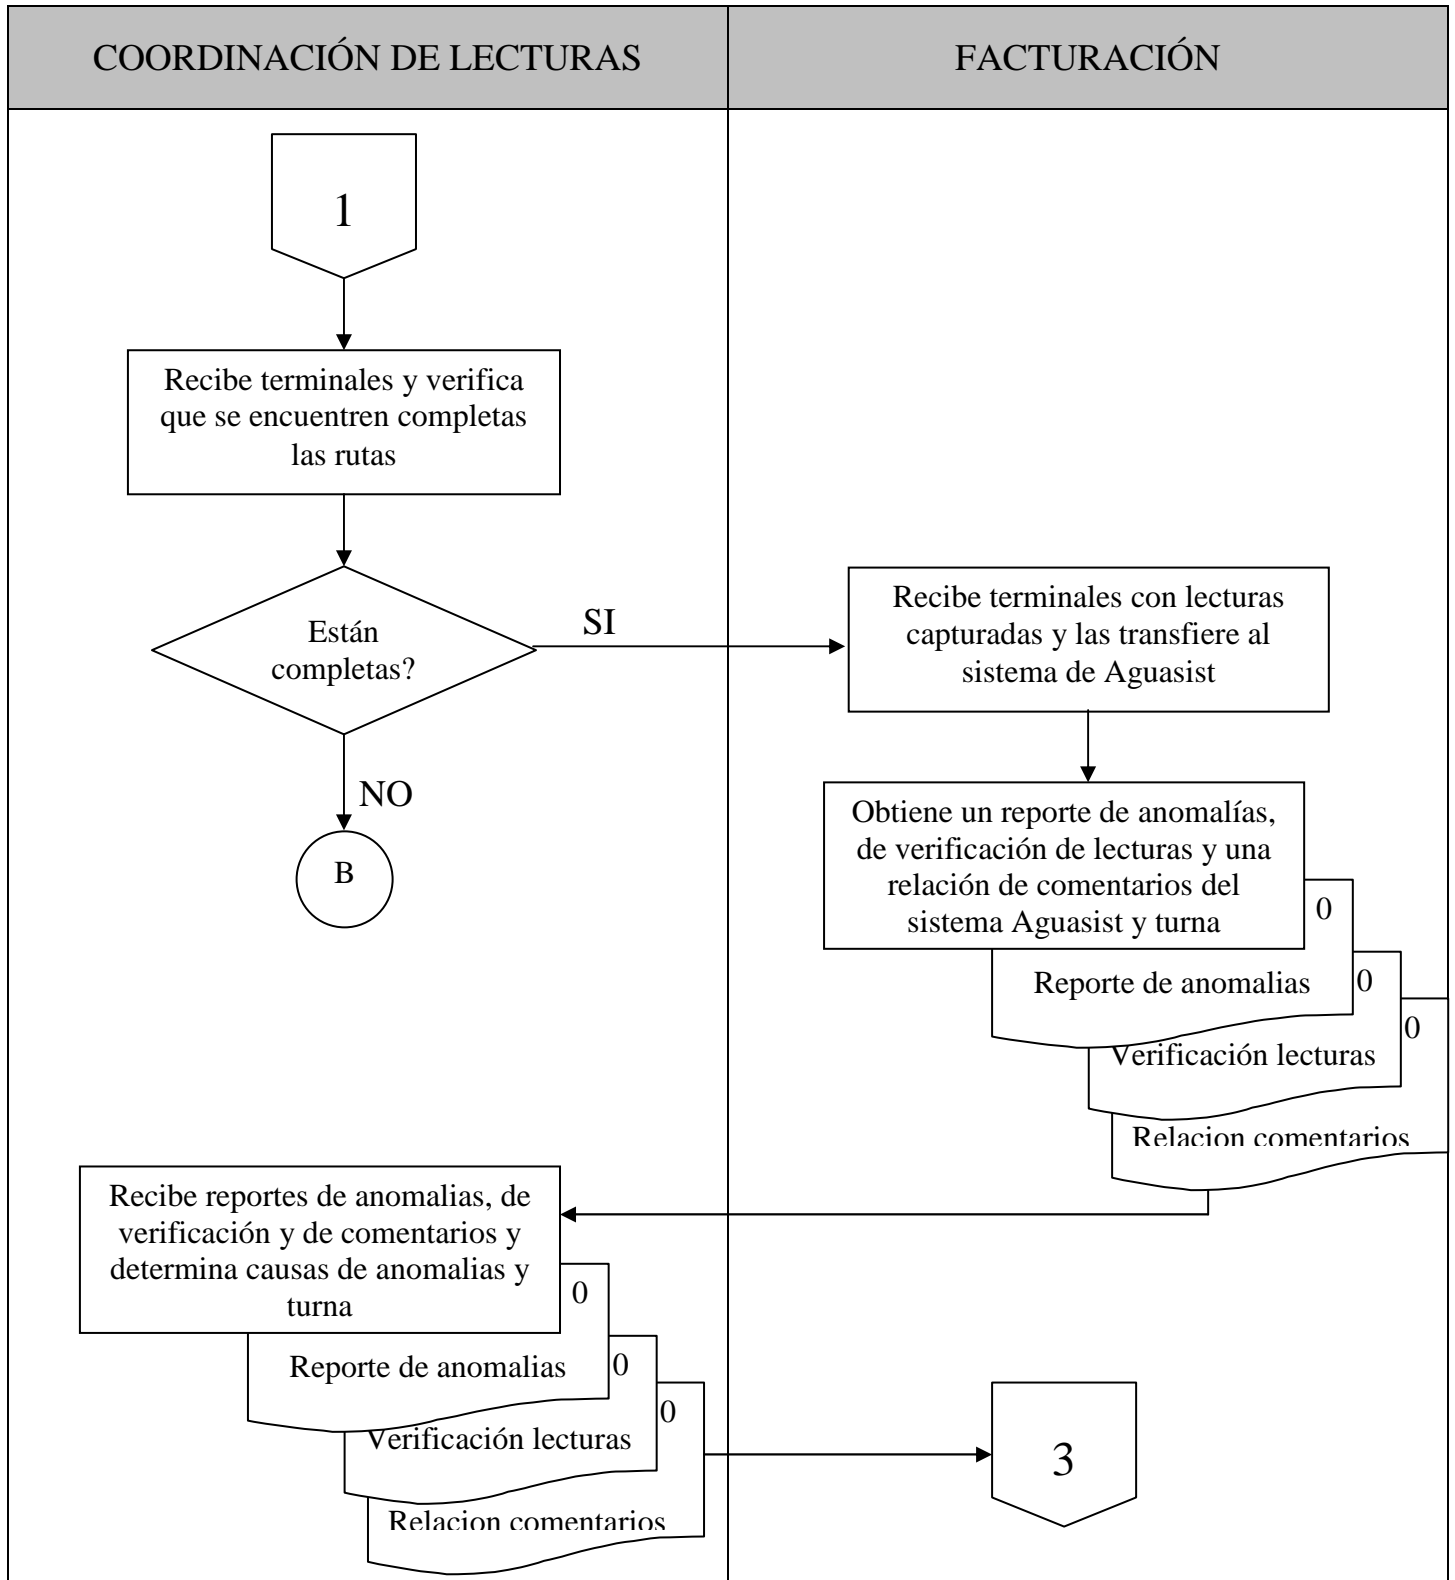 COORDINACIÓN DE LECTURAS
FACTURACIÓN
1
Recibe terminales y verifica
que se encuentren completas
las rutas
Están
completas?
SI
NO
B
Recibe terminales con lecturas
capturadas y las transfiere al
sistema de Aguasist
Obtiene un reporte de anomalías,
de verificación de lecturas y una
relación de comentarios del
sistema Aguasist y turna
0
Reporte de anomalias
0
Verificación lecturas
0
Relacion comentarios
Recibe reportes de anomalias, de
verificación y de comentarios y
determina causas de anomalias y
turna
0
Reporte de anomalias
0
Verificación lecturas
0
Relacion comentarios
3